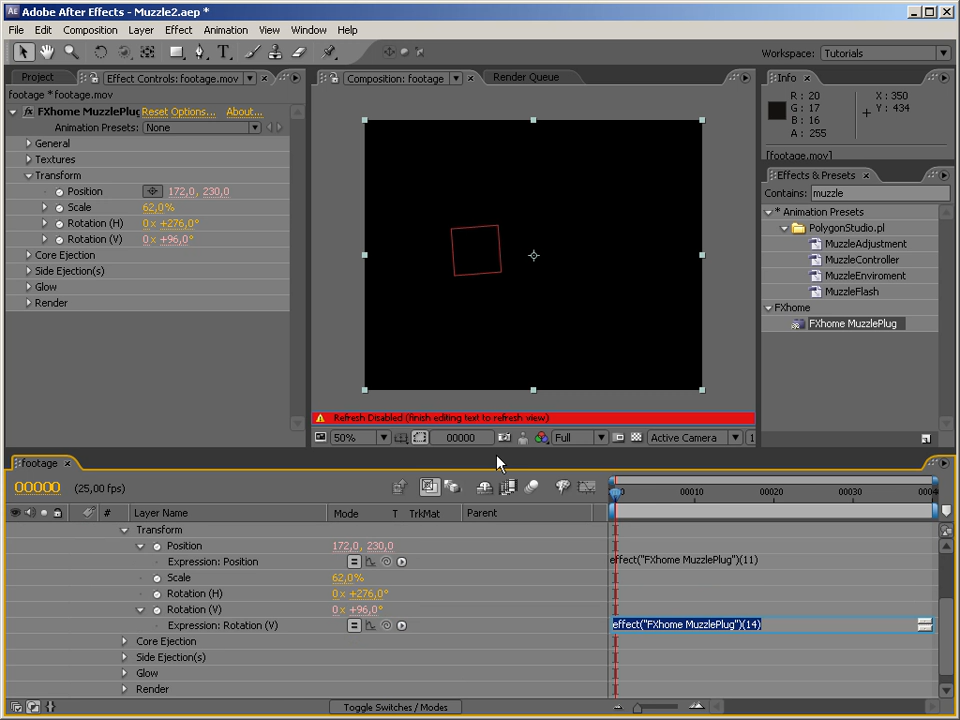 Adobe After Effects - Muzzle2.aep *
File Edit Composition Layer Effect Animation View Window Help
Workspace: Tutorials
Project Effect Controls: footage.mov
footage * footage.mov
FXhome MuzzlePlug Reset Options... About...
Animation Presets: None
General
Textures
Transform
Position 172,0, 230,0
Scale 62,0%
Rotation (H) 0 x +276,0°
Rotation (V) 0 x +96,0°
Core Ejection
Side Ejection(s)
Glow
Render
Composition: footage Render Queue
Refresh Disabled (finish editing text to refresh view)
50% 00000 Full Active Camera 1
Info
R: 20 X: 350
G: 17 Y: 434
B: 16
A: 255
[footage.mov]
Effects & Presets
Contains: muzzle
* Animation Presets
PolygonStudio.pl
MuzzleAdjustment
MuzzleController
MuzzleEnviroment
MuzzleFlash
FXhome
FXhome MuzzlePlug
footage
00000 (25,00 fps)
00010 00020 00030
# Layer Name Mode T TrkMat Parent
Transform
Position 172,0, 230,0
Expression: Position effect("FXhome MuzzlePlug")(11)
Scale 62,0%
Rotation (H) 0 x +276,0°
Rotation (V) 0 x +96,0°
Expression: Rotation (V) effect("FXhome MuzzlePlug")(14)
Core Ejection
Side Ejection(s)
Glow
Render
Toggle Switches / Modes